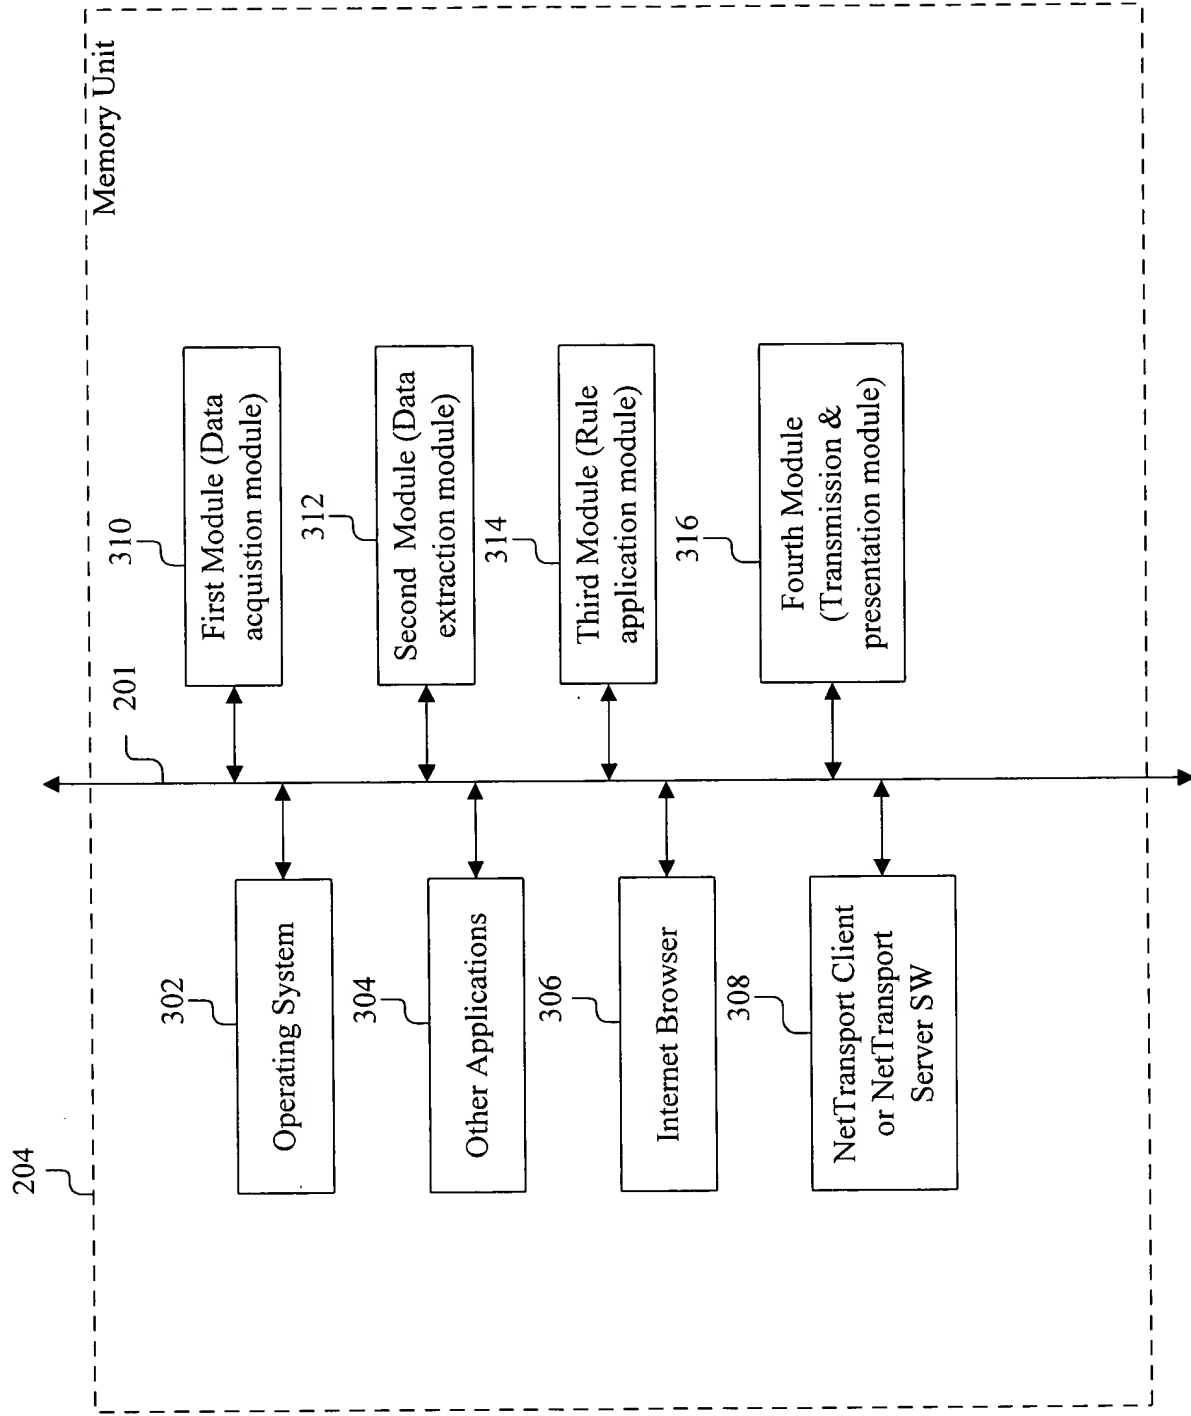 Memory Unit
204
201
302
Operating System
304
Other Applications
306
Internet Browser
308
NetTransport Client
or NetTransport
Server SW
310
First Module (Data
acquistion module)
312
Second Module (Data
extraction module)
314
Third Module (Rule
application module)
316
Fourth Module
(Transmission &
presentation module)